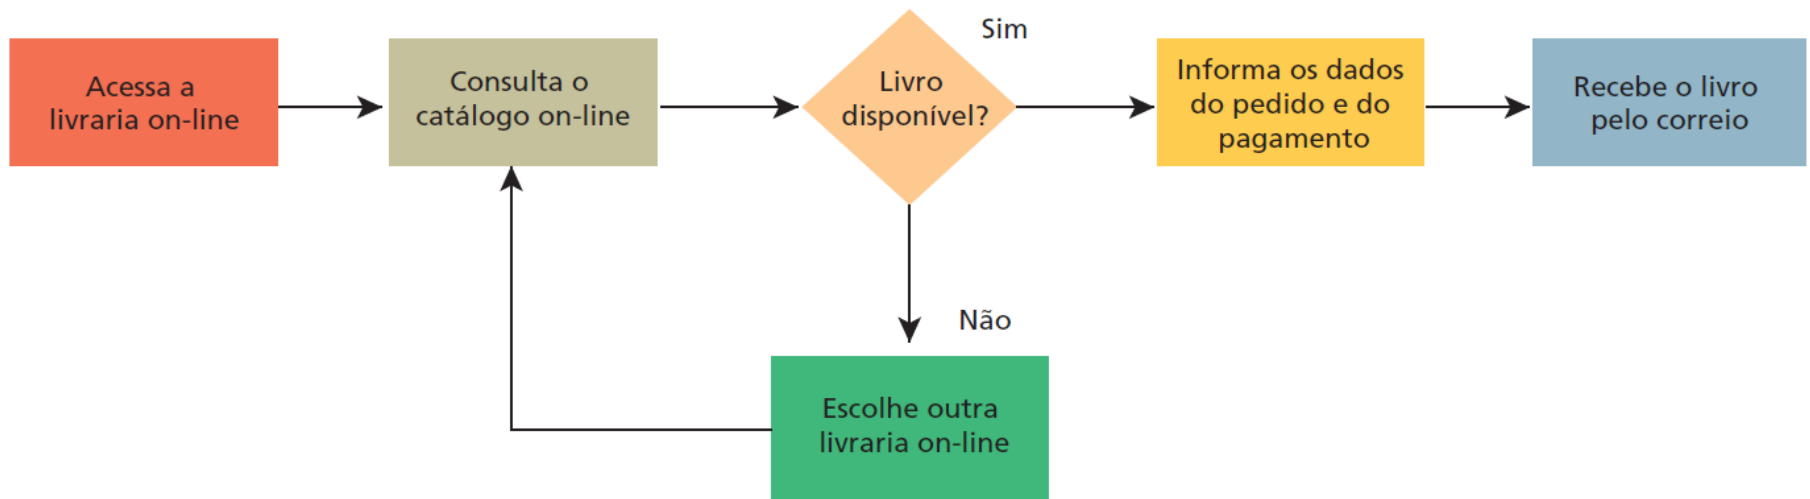 Acessa a
livraria on-line
Consulta o
catálogo on-line
Livro
disponível?
Sim
Informa os dados
do pedido e do
pagamento
Recebe o livro
pelo correio
Não
Escolhe outra
livraria on-line